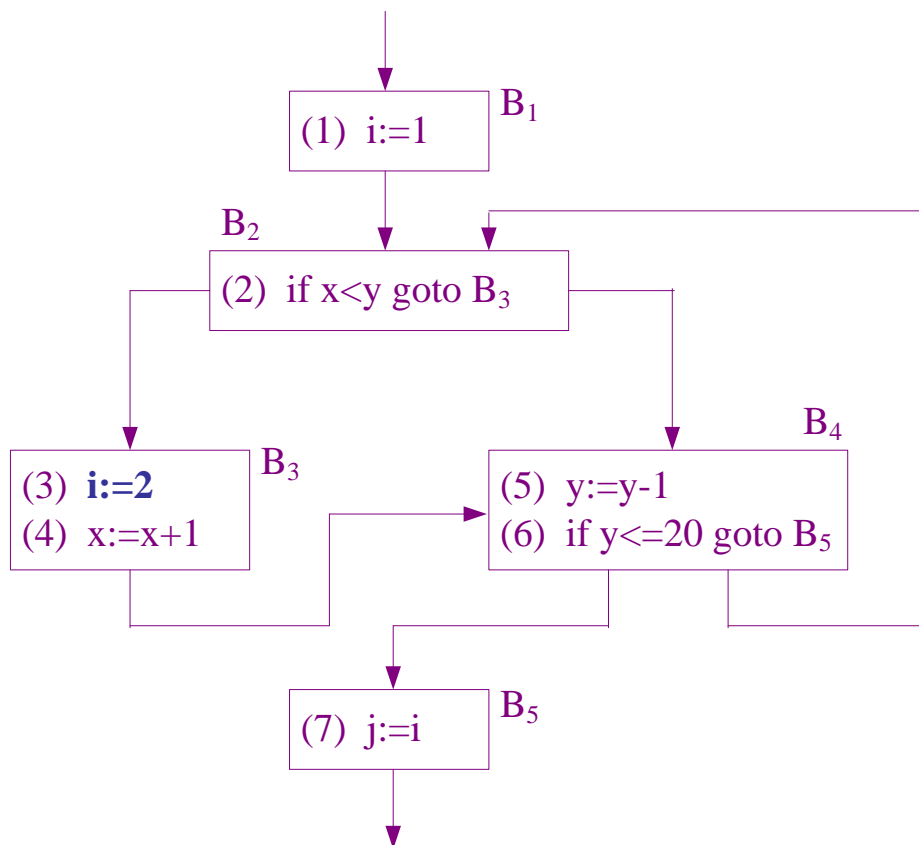 B₁
(1) i:=1
B₂
(2) if x<y goto B₃
B₃
(3) i:=2
(4) x:=x+1
B₄
(5) y:=y-1
(6) if y<=20 goto B₅
B₅
(7) j:=i